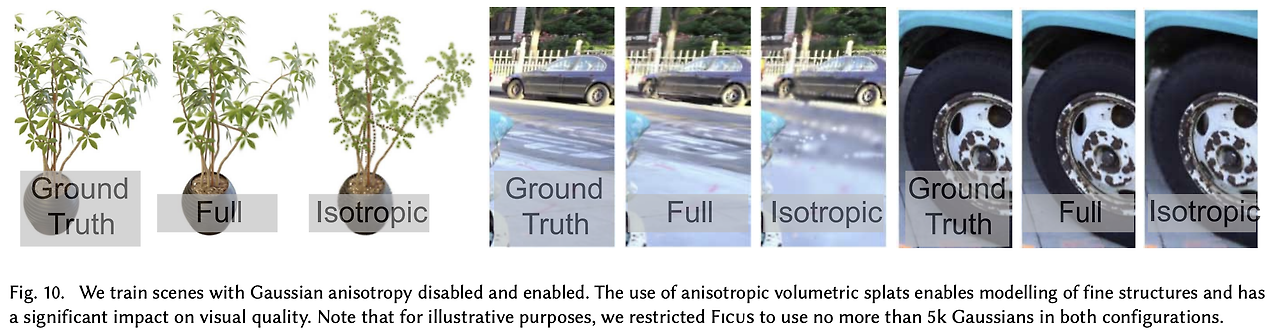 Ground
Truth
Full
Isotropic
Ground
Truth
Full
Isotropic
Ground
Truth
Full
Isotropic
Fig. 10. We train scenes with Gaussian anisotropy disabled and enabled. The use of anisotropic volumetric splats enables modelling of fine structures and has
a significant impact on visual quality. Note that for illustrative purposes, we restricted Ficus to use no more than 5k Gaussians in both configurations.